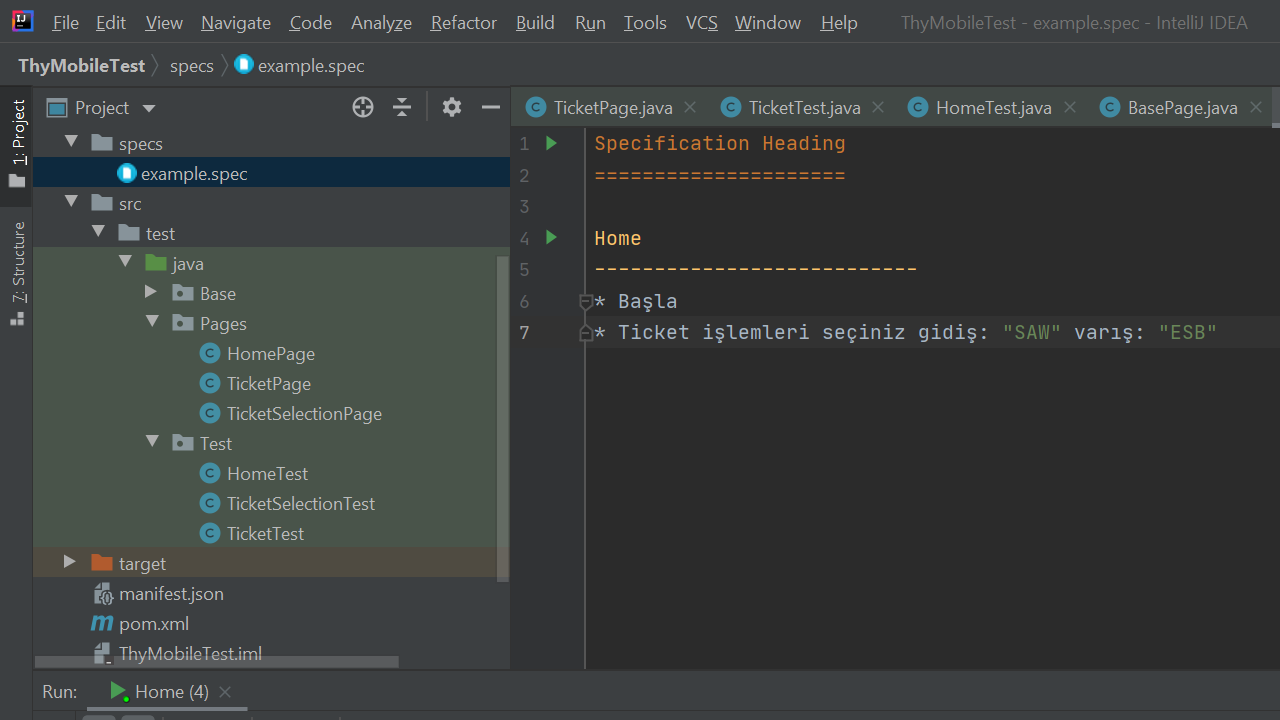 File Edit View Navigate Code Analyze Refactor Build Run Tools VCS Window Help ThyMobileTest - example.spec - IntelliJ IDEA
ThyMobileTest specs example.spec
1: Project
7: Structure
Project
specs
example.spec
src
test
java
Base
Pages
HomePage
TicketPage
TicketSelectionPage
Test
HomeTest
TicketSelectionTest
TicketTest
target
manifest.json
pom.xml
ThyMobileTest.iml
TicketPage.java TicketTest.java HomeTest.java BasePage.java
1 Specification Heading
2 =====================
3
4 Home
5 ---------------------------
6 * Başla
7 * Ticket işlemleri seçiniz gidiş: "SAW" varış: "ESB"
Run: Home (4)